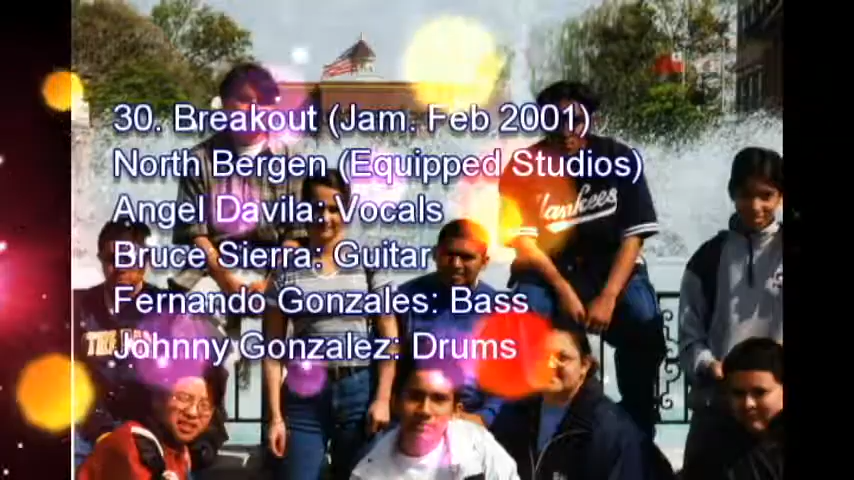 30. Breakout (Jam. Feb 2001)
North Bergen (Equipped Studios)
Angel Davila: Vocals
Bruce Sierra: Guitar
Fernando Gonzales: Bass
Johnny Gonzalez: Drums
Yankees